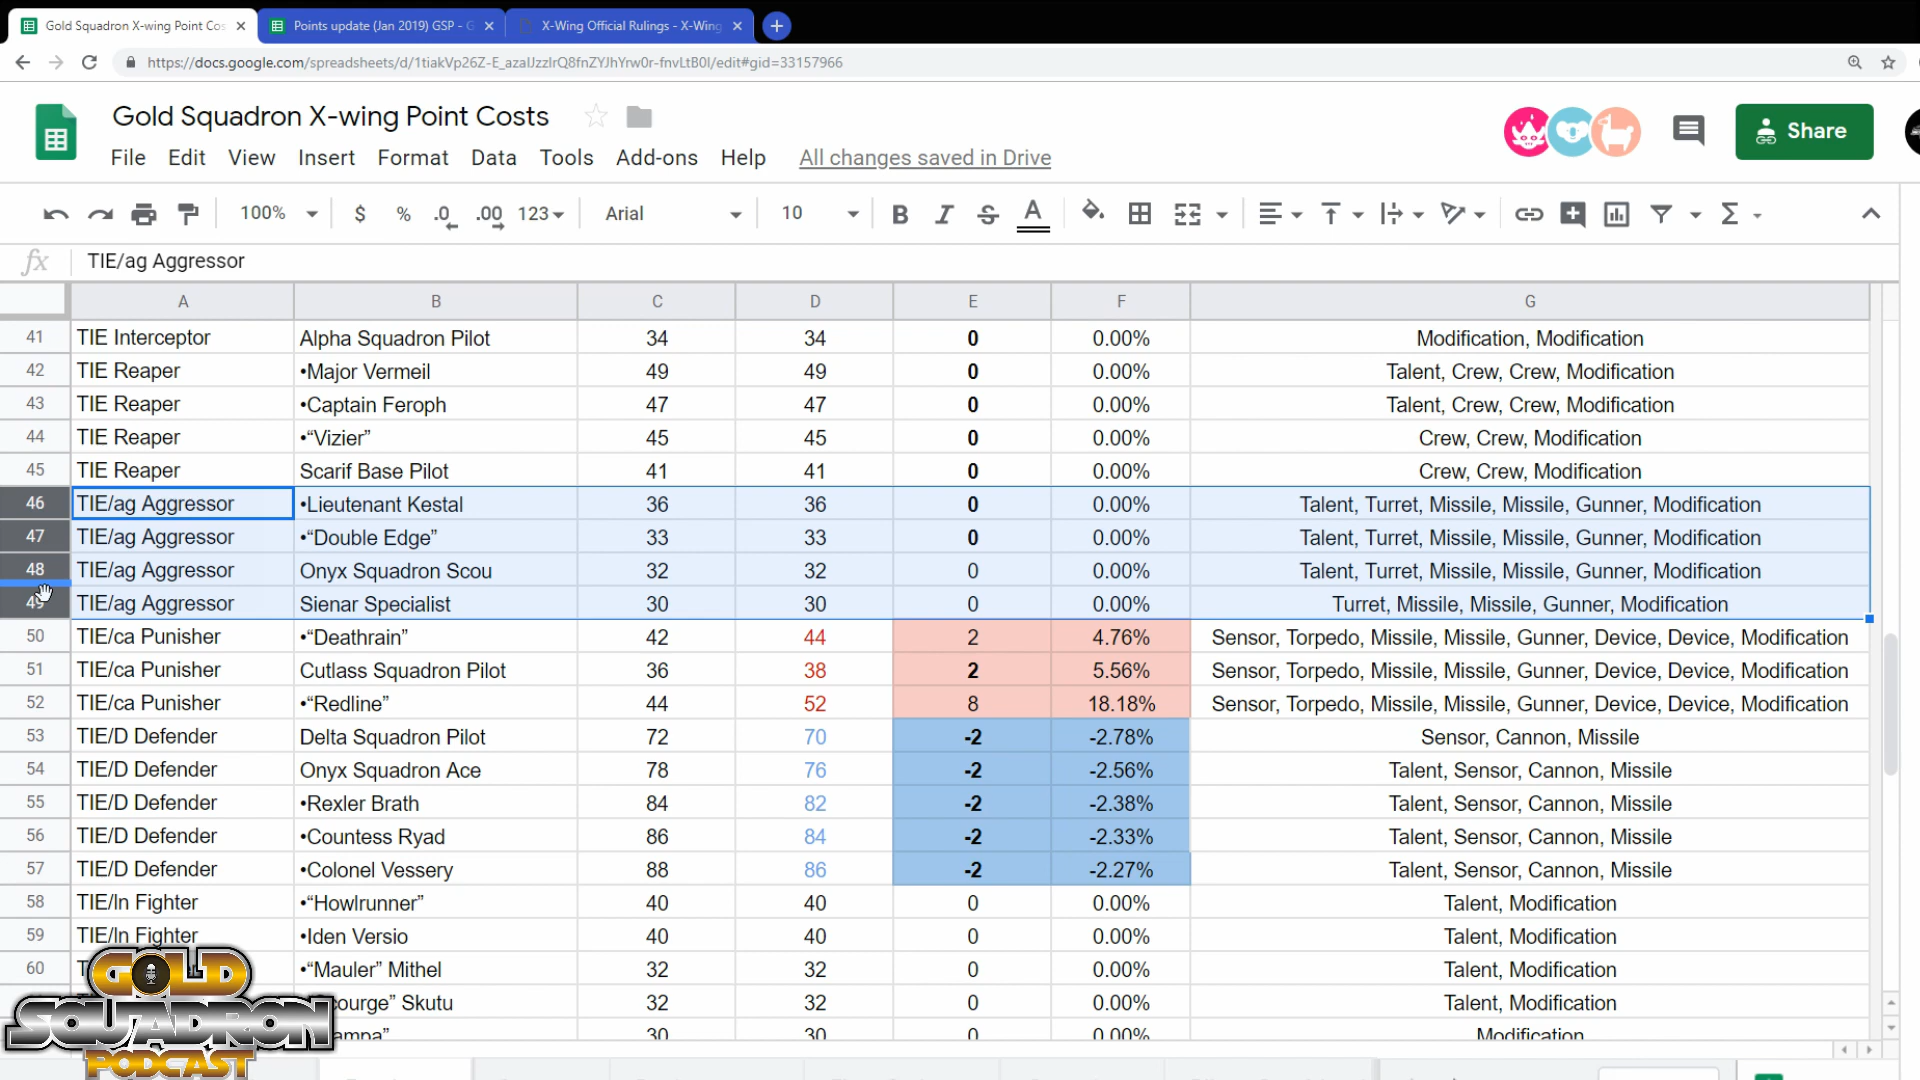 Gold Squadron X-wing Point Cos
Points update (Jan 2019) GSP - G
X-Wing Official Rulings - X-Wing
https://docs.google.com/spreadsheets/d/1tiakVp26Z-E_azaIJzzIrQ8fnZYJhYrw0r-fnvLtB0I/edit#gid=33157966
Gold Squadron X-wing Point Costs
File Edit View Insert Format Data Tools Add-ons Help All changes saved in Drive
Share
100% $ % .0 .00 123 Arial 10 B I S A Σ
fx TIE/ag Aggressor
A B C D E F G
41 TIE Interceptor Alpha Squadron Pilot 34 34 0 0.00% Modification, Modification
42 TIE Reaper •Major Vermeil 49 49 0 0.00% Talent, Crew, Crew, Modification
43 TIE Reaper •Captain Feroph 47 47 0 0.00% Talent, Crew, Crew, Modification
44 TIE Reaper •“Vizier” 45 45 0 0.00% Crew, Crew, Modification
45 TIE Reaper Scarif Base Pilot 41 41 0 0.00% Crew, Crew, Modification
46 TIE/ag Aggressor •Lieutenant Kestal 36 36 0 0.00% Talent, Turret, Missile, Missile, Gunner, Modification
47 TIE/ag Aggressor •“Double Edge” 33 33 0 0.00% Talent, Turret, Missile, Missile, Gunner, Modification
48 TIE/ag Aggressor Onyx Squadron Scou 32 32 0 0.00% Talent, Turret, Missile, Missile, Gunner, Modification
49 TIE/ag Aggressor Sienar Specialist 30 30 0 0.00% Turret, Missile, Missile, Gunner, Modification
50 TIE/ca Punisher •“Deathrain” 42 44 2 4.76% Sensor, Torpedo, Missile, Missile, Gunner, Device, Device, Modification
51 TIE/ca Punisher Cutlass Squadron Pilot 36 38 2 5.56% Sensor, Torpedo, Missile, Missile, Gunner, Device, Device, Modification
52 TIE/ca Punisher •“Redline” 44 52 8 18.18% Sensor, Torpedo, Missile, Missile, Gunner, Device, Device, Modification
53 TIE/D Defender Delta Squadron Pilot 72 70 -2 -2.78% Sensor, Cannon, Missile
54 TIE/D Defender Onyx Squadron Ace 78 76 -2 -2.56% Talent, Sensor, Cannon, Missile
55 TIE/D Defender •Rexler Brath 84 82 -2 -2.38% Talent, Sensor, Cannon, Missile
56 TIE/D Defender •Countess Ryad 86 84 -2 -2.33% Talent, Sensor, Cannon, Missile
57 TIE/D Defender •Colonel Vessery 88 86 -2 -2.27% Talent, Sensor, Cannon, Missile
58 TIE/ln Fighter •“Howlrunner” 40 40 0 0.00% Talent, Modification
59 TIE/ln Fighter •Iden Versio 40 40 0 0.00% Talent, Modification
60 •“Mauler” Mithel 32 32 0 0.00% Talent, Modification
ourge” Skutu 32 32 0 0.00% Talent, Modification
ampa” 30 30 0 0.00% Modification
GOLD
SQUADRON
PODCAST